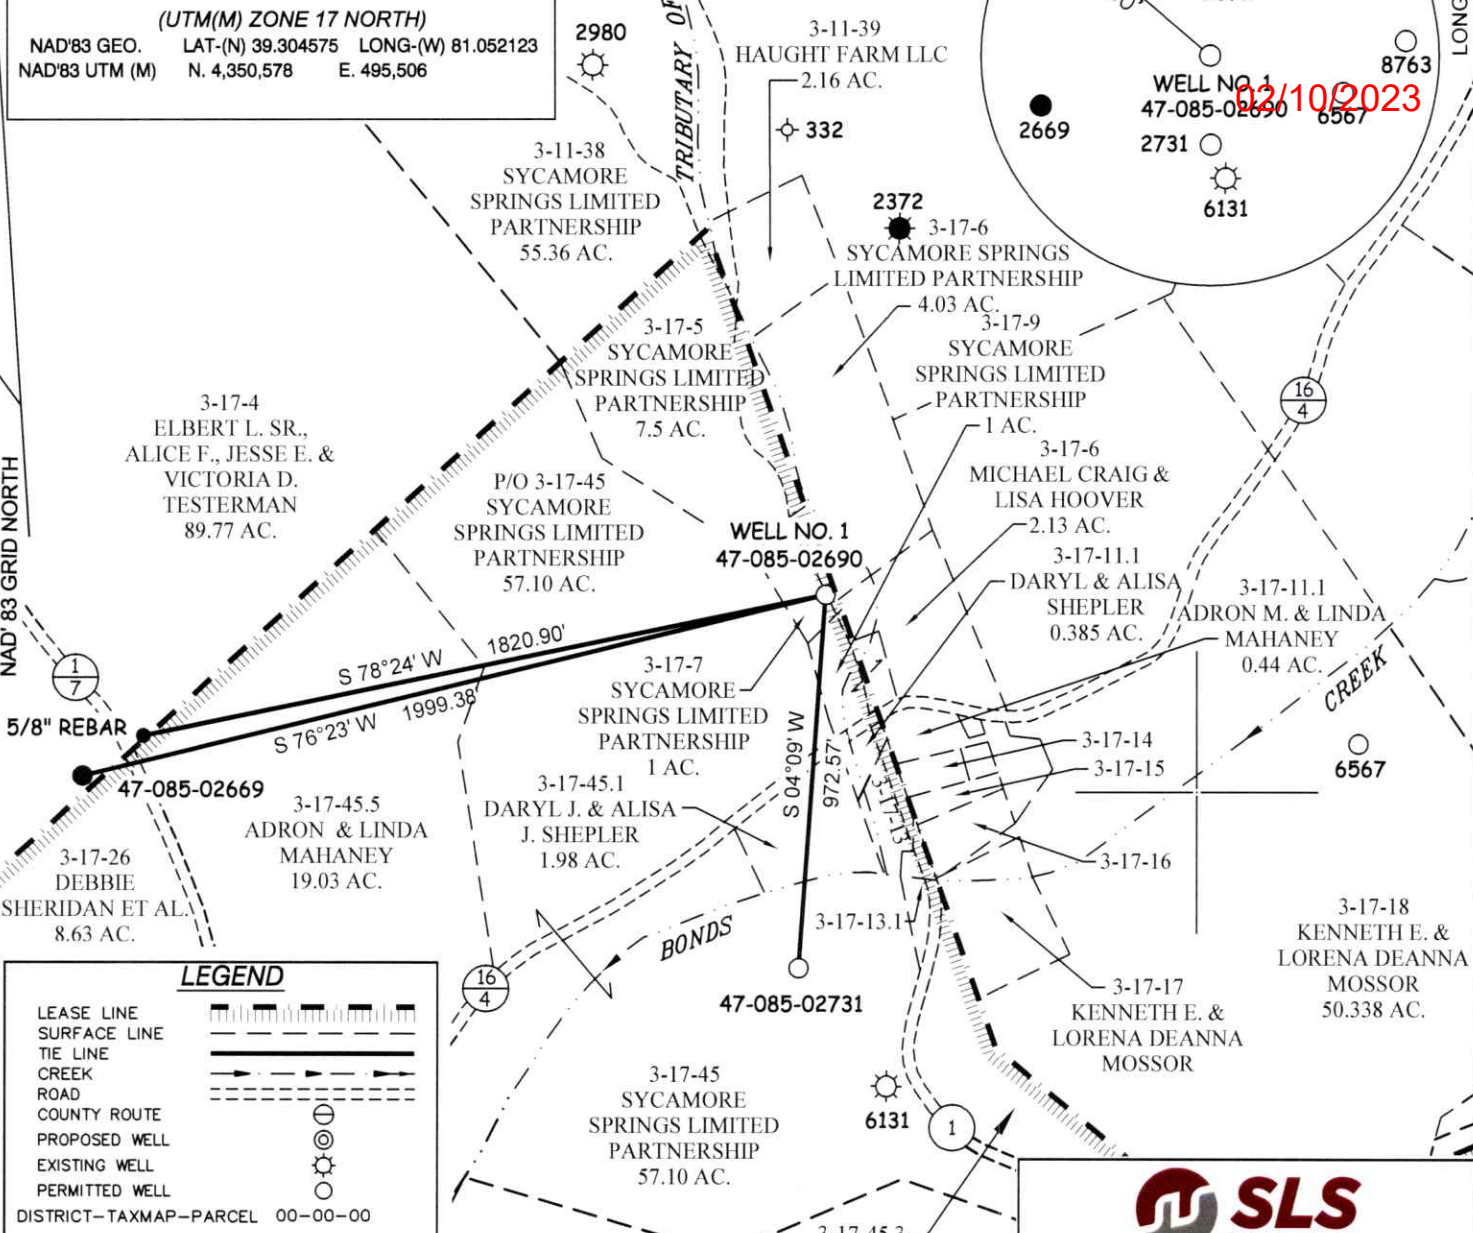 (UTM(M) ZONE 17 NORTH)
NAD'83 GEO. LAT-(N) 39.304575 LONG-(W) 81.052123
NAD'83 UTM (M) N. 4,350,578 E. 495,506
2980
TRIBUTARY OF
3-11-39
HAUGHT FARM LLC
2.16 AC.
332
LONG
8763
WELL NO. 1
47-085-02690
02/10/2023
6567
2669
2731
6131
3-11-38
SYCAMORE
SPRINGS LIMITED
PARTNERSHIP
55.36 AC.
2372
3-17-6
SYCAMORE SPRINGS
LIMITED PARTNERSHIP
4.03 AC.
3-17-5
SYCAMORE
SPRINGS LIMITED
PARTNERSHIP
7.5 AC.
3-17-9
SYCAMORE
SPRINGS LIMITED
PARTNERSHIP
1 AC.
16
4
3-17-4
ELBERT L. SR.,
ALICE F., JESSE E. &
VICTORIA D.
TESTERMAN
89.77 AC.
NAD' 83 GRID NORTH
P/O 3-17-45
SYCAMORE
SPRINGS LIMITED
PARTNERSHIP
57.10 AC.
3-17-6
MICHAEL CRAIG &
LISA HOOVER
2.13 AC.
WELL NO. 1
47-085-02690
3-17-11.1
DARYL & ALISA
SHEPLER
0.385 AC.
3-17-11.1
ADRON M. & LINDA
MAHANEY
0.44 AC.
CREEK
1
7
S 78°24' W 1820.90'
S 76°23' W 1999.38'
5/8" REBAR
47-085-02669
3-17-7
SYCAMORE
SPRINGS LIMITED
PARTNERSHIP
1 AC.
S 04°09' W
972.57'
3-17-14
3-17-15
3-17-13
3-17-16
6567
3-17-45.1
DARYL J. & ALISA
J. SHEPLER
1.98 AC.
3-17-45.5
ADRON & LINDA
MAHANEY
19.03 AC.
3-17-26
DEBBIE
SHERIDAN ET AL.
8.63 AC.
BONDS
3-17-13.1
3-17-18
KENNETH E. &
LORENA DEANNA
MOSSOR
50.338 AC.
16
4
47-085-02731
3-17-17
KENNETH E. &
LORENA DEANNA
MOSSOR
3-17-45
SYCAMORE
SPRINGS LIMITED
PARTNERSHIP
57.10 AC.
6131
1
3-17-45.3
LEGEND
LEASE LINE
SURFACE LINE
TIE LINE
CREEK
ROAD
COUNTY ROUTE
PROPOSED WELL
EXISTING WELL
PERMITTED WELL
DISTRICT-TAXMAP-PARCEL 00-00-00
SLS